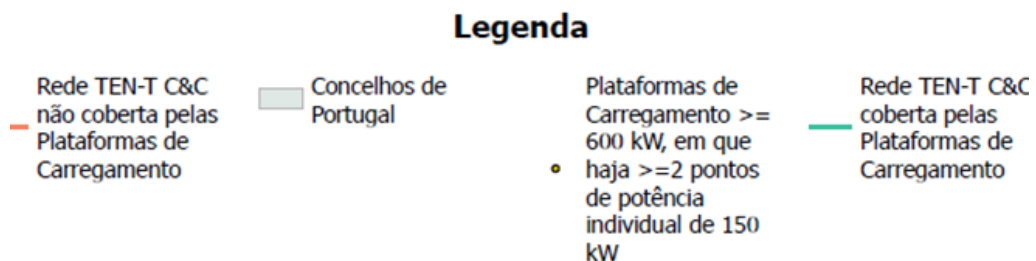 Legenda
Rede TEN-T C&C
não coberta pelas
Plataformas de
Carregamento
Concelhos de
Portugal
Plataformas de
Carregamento >=
600 kW, em que
haja >=2 pontos
de potência
individual de 150
kW
Rede TEN-T C&C
coberta pelas
Plataformas de
Carregamento